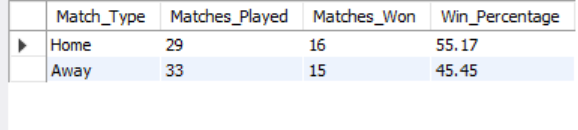 Match_Type Matches_Played Matches_Won Win_Percentage
Home 29 16 55.17
Away 33 15 45.45